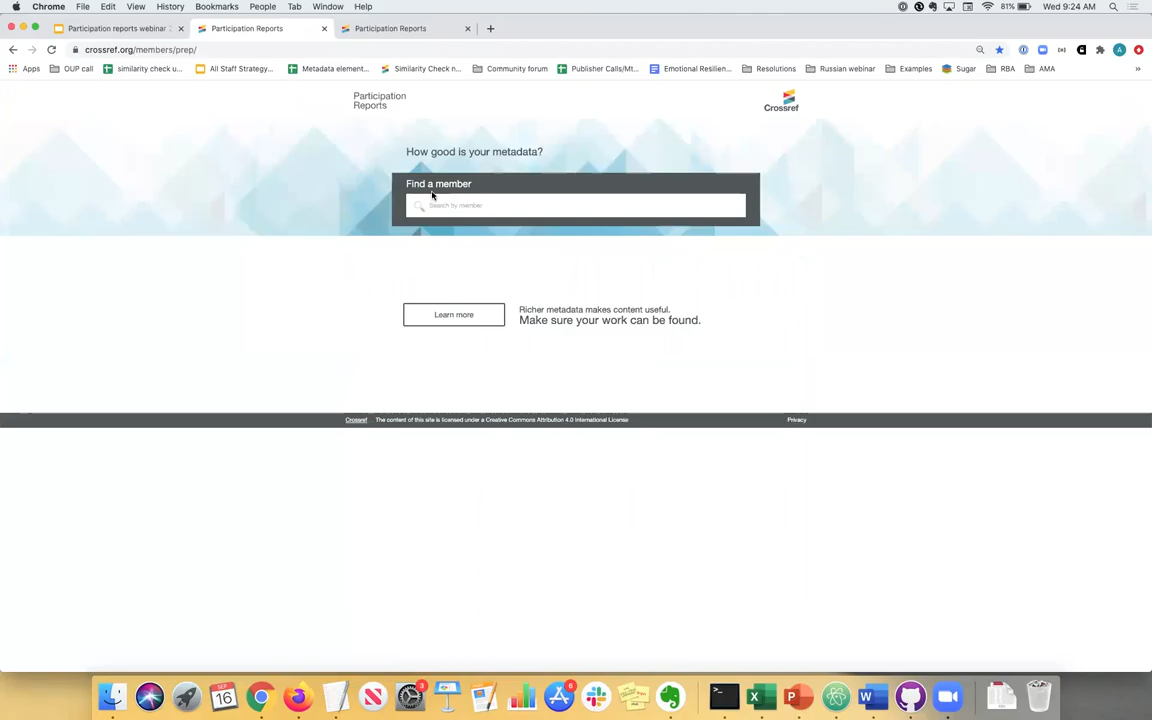 Chrome File Edit View History Bookmarks People Tab Window Help 81% Wed 9:24 AM
Participation reports webinar Participation Reports Participation Reports
crossref.org/members/prep/ A
Apps OUP call similarity check u... All Staff Strategy... Metadata element... Similarity Check n... Community forum Publisher Calls/Mt... Emotional Resilien... Resolutions Russian webinar Examples Sugar RBA AMA »
Participation
Reports
Crossref
How good is your metadata?
Find a member
Search by member
Learn more
Richer metadata makes content useful.
Make sure your work can be found.
Crossref The content of this site is licensed under a Creative Commons Attribution 4.0 International License Privacy
SEP
16
3
6